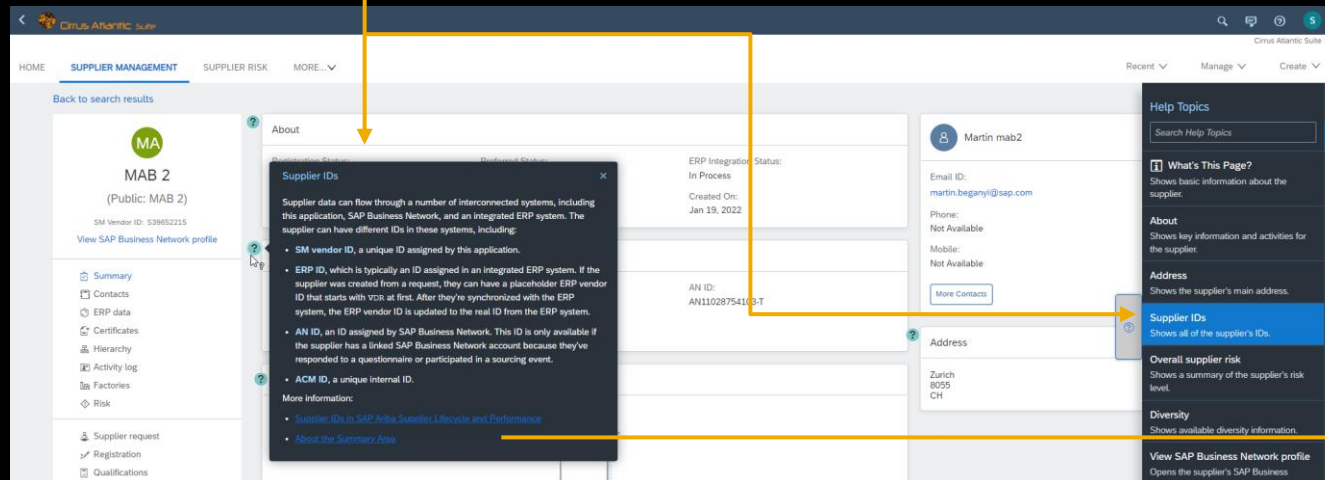 Cirrus Atlantic Suite
S
Cirrus Atlantic Suite
HOME SUPPLIER MANAGEMENT SUPPLIER RISK MORE...
Recent Manage Create
Back to search results
MA
MAB 2
(Public: MAB 2)
SM Vendor ID: S39652215
View SAP Business Network profile
Summary
Contacts
ERP data
Certificates
Hierarchy
Activity log
Factories
Risk
Supplier request
Registration
Qualifications
?
About
Registration Status:
Preferred Status:
ERP Integration Status:
In Process
Created On:
Jan 19, 2022
?
AN ID:
AN11028754103-T
?
Supplier IDs ×
Supplier data can flow through a number of interconnected systems, including
this application, SAP Business Network, and an integrated ERP system. The
supplier can have different IDs in these systems, including:
• SM vendor ID, a unique ID assigned by this application.
• ERP ID, which is typically an ID assigned in an integrated ERP system. If the
supplier was created from a request, they can have a placeholder ERP vendor
ID that starts with VDR at first. After they're synchronized with the ERP
system, the ERP vendor ID is updated to the real ID from the ERP system.
• AN ID, an ID assigned by SAP Business Network. This ID is only available if
the supplier has a linked SAP Business Network account because they've
responded to a questionnaire or participated in a sourcing event.
• ACM ID, a unique internal ID.
More information:
• Supplier IDs in SAP Ariba Supplier Lifecycle and Performance
• About the Summary Area
Martin mab2
Email ID:
martin.beganyi@sap.com
Phone:
Not Available
Mobile:
Not Available
More Contacts
?
Address
Zurich
8055
CH
?
Help Topics
Search Help Topics
What's This Page?
Shows basic information about the
supplier.
About
Shows key information and activities for
the supplier.
Address
Shows the supplier's main address.
Supplier IDs
Shows all of the supplier's IDs.
Overall supplier risk
Shows a summary of the supplier's risk
level.
Diversity
Shows available diversity information.
View SAP Business Network profile
Opens the supplier's SAP Business